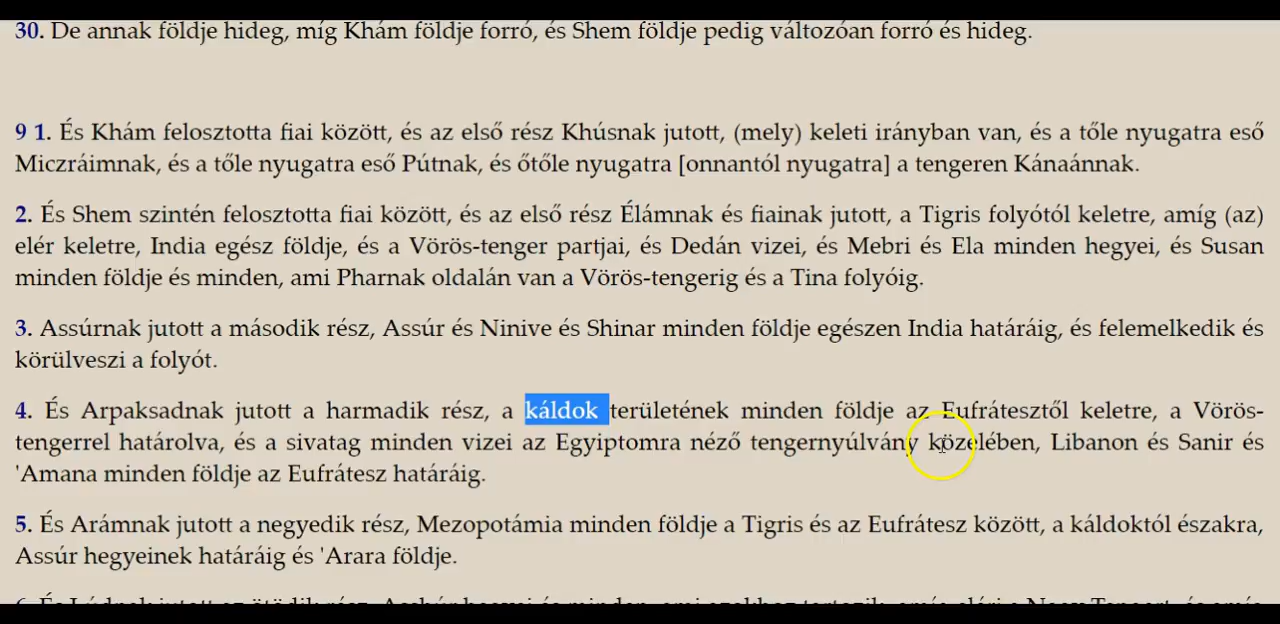 30. De annak földje hideg, míg Khám földje forró, és Shem földje pedig változóan forró és hideg.
9 1. És Khám felosztotta fiai között, és az első rész Khúsnak jutott, (mely) keleti irányban van, és a tőle nyugatra eső
Miczráimnak, és a tőle nyugatra eső Pútnak, és őtőle nyugatra [onnantól nyugatra] a tengeren Kánaánnak.
2. És Shem szintén felosztotta fiai között, és az első rész Élámnak és fiainak jutott, a Tigris folyótól keletre, amíg (az)
elér keletre, India egész földje, és a Vörös-tenger partjai, és Dedán vizei, és Mebri és Ela minden hegyei, és Susan
minden földje és minden, ami Pharnak oldalán van a Vörös-tengerig és a Tina folyóig.
3. Assúrnak jutott a második rész, Assúr és Ninive és Shinar minden földje egészen India határáig, és felemelkedik és
körülveszi a folyót.
4. És Arpaksadnak jutott a harmadik rész, a káldok területének minden földje az Eufrátesztől keletre, a Vörös-
tengerrel határolva, és a sivatag minden vizei az Egyiptomra néző tengernyúlvány közelében, Libanon és Sanir és
'Amana minden földje az Eufrátesz határáig.
5. És Arámnak jutott a negyedik rész, Mezopotámia minden földje a Tigris és az Eufrátesz között, a káldoktól északra,
Assúr hegyeinek határáig és 'Arara földje.